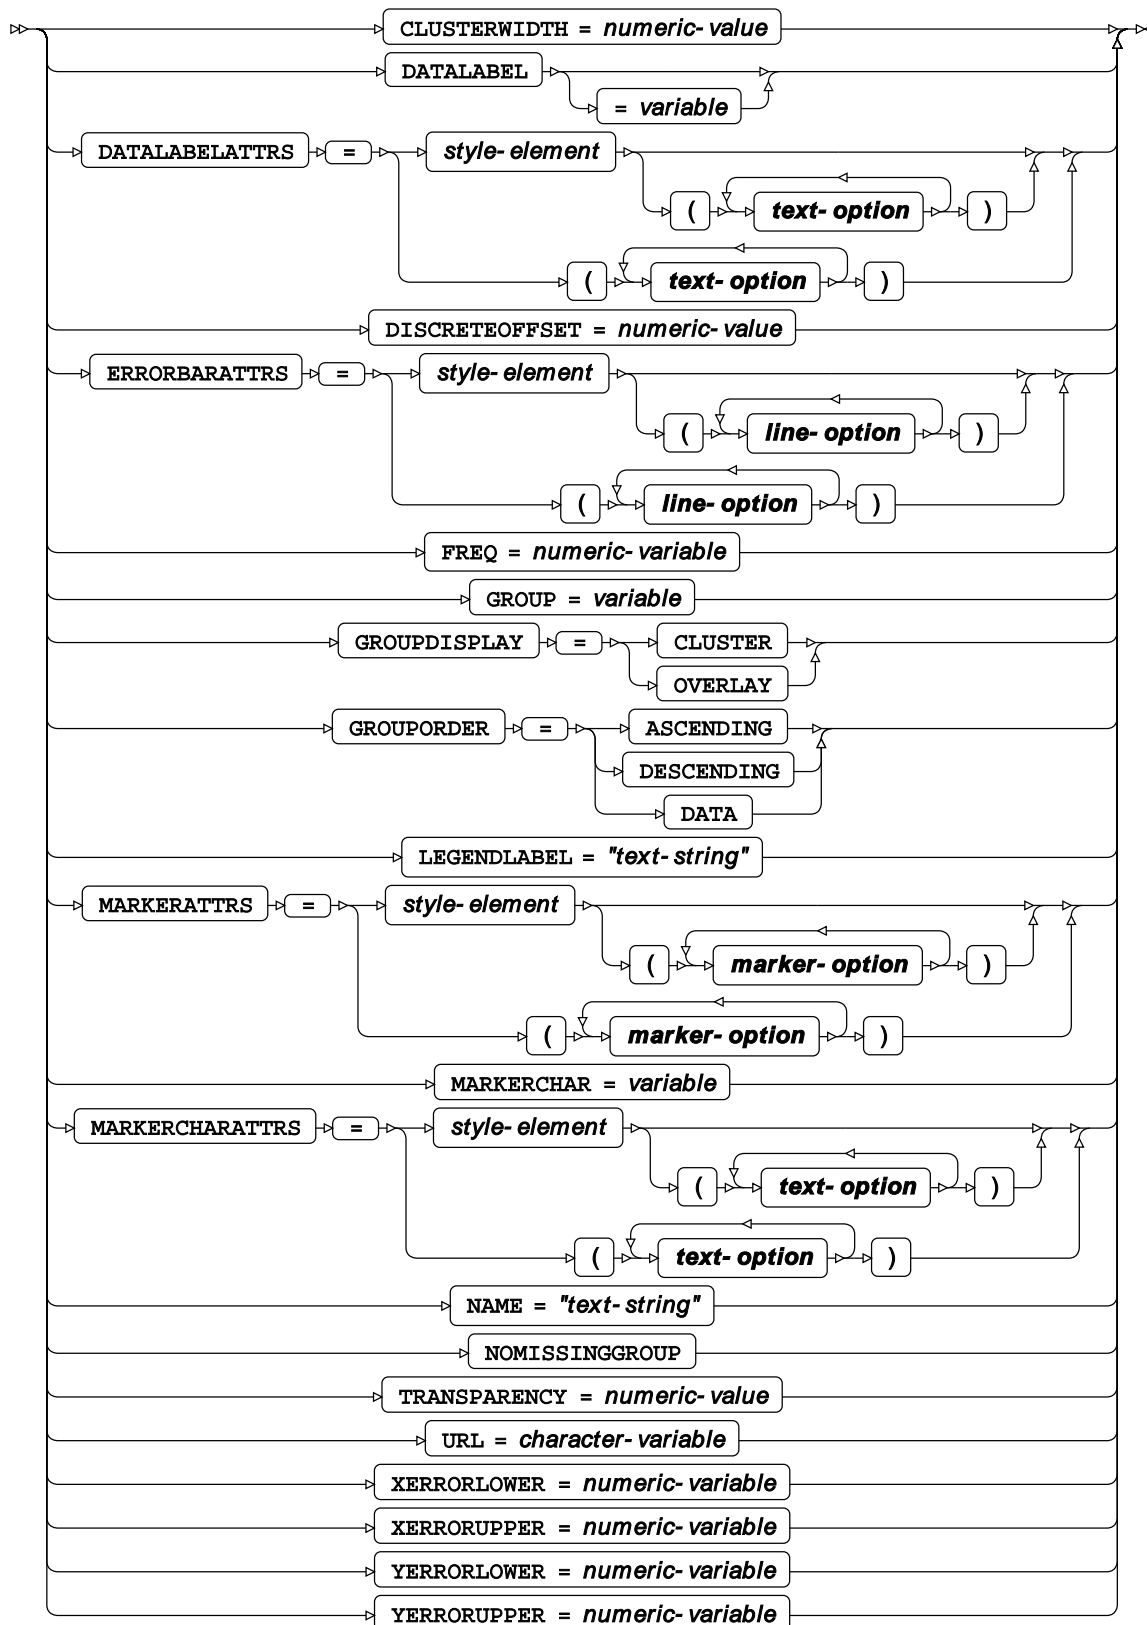 CLUSTERWIDTH = numeric-value
DATALABEL
= variable
DATALABELATTRS = style-element
( text-option )
( text-option )
DISCRETEOFFSET = numeric-value
ERRORBARATTRS = style-element
( line-option )
( line-option )
FREQ = numeric-variable
GROUP = variable
GROUPDISPLAY = CLUSTER
OVERLAY
GROUPORDER = ASCENDING
DESCENDING
DATA
LEGENDLABEL = "text-string"
MARKERATTRS = style-element
( marker-option )
( marker-option )
MARKERCHAR = variable
MARKERCHARATTRS = style-element
( text-option )
( text-option )
NAME = "text-string"
NOMISSINGGROUP
TRANSPARENCY = numeric-value
URL = character-variable
XERRORLOWER = numeric-variable
XERRORUPPER = numeric-variable
YERRORLOWER = numeric-variable
YERRORUPPER = numeric-variable